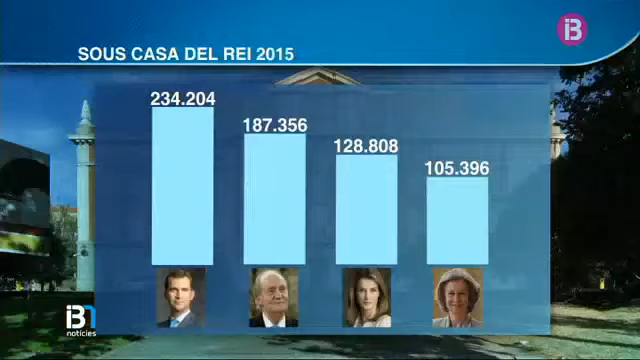 SOUS CASA DEL REI 2015
IB
234.204
187.356
128.808
105.396
IB
notícies